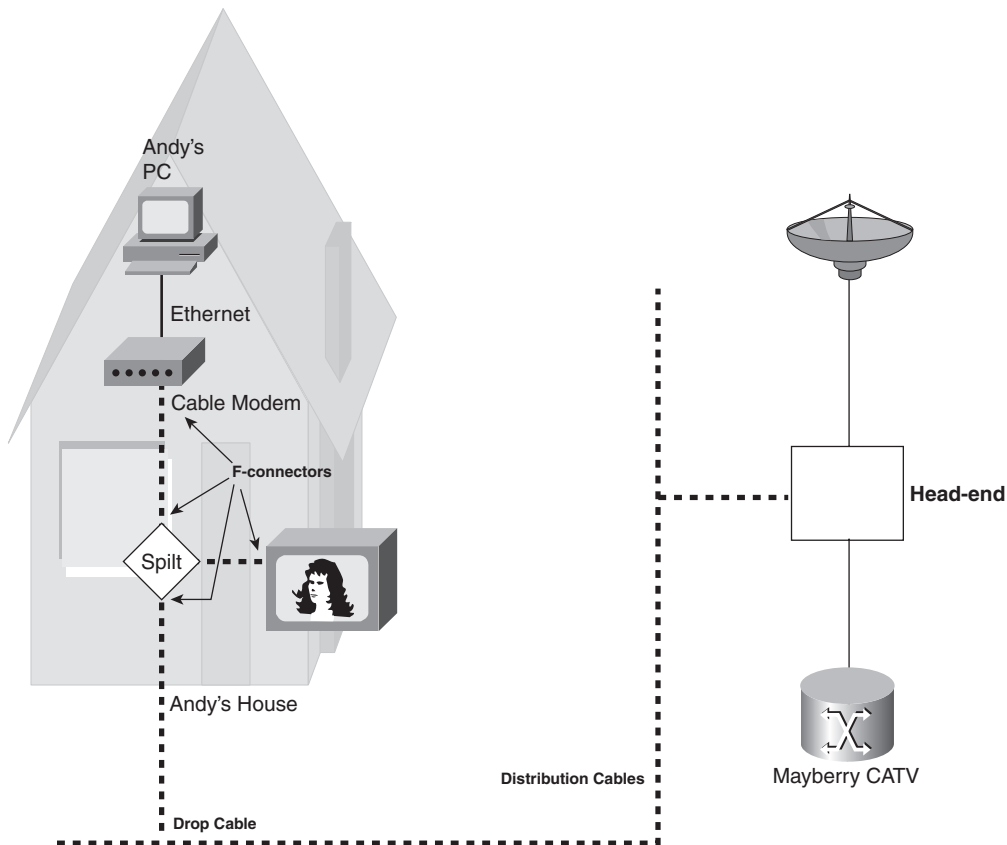 Andy's
PC
Ethernet
Cable Modem
F-connectors
Head-end
Spilt
Andy's House
Mayberry CATV
Distribution Cables
Drop Cable